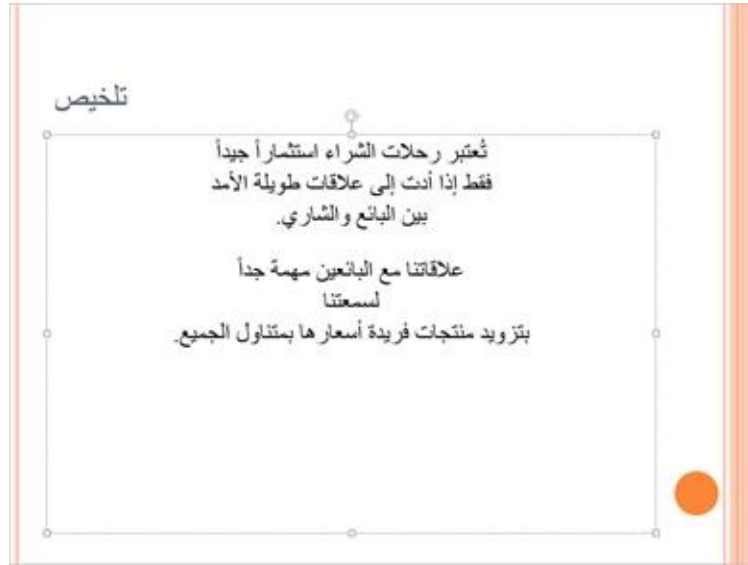 تلخيص
تُعتبر رحلات الشراء استثماراً جيداً
فقط إذا أدت إلى علاقات طويلة الأمد
بين البائع والشاري.
علاقاتنا مع البائعين مهمة جداً
لسمعتنا
بتزويد منتجات فريدة أسعارها بمتناول الجميع.